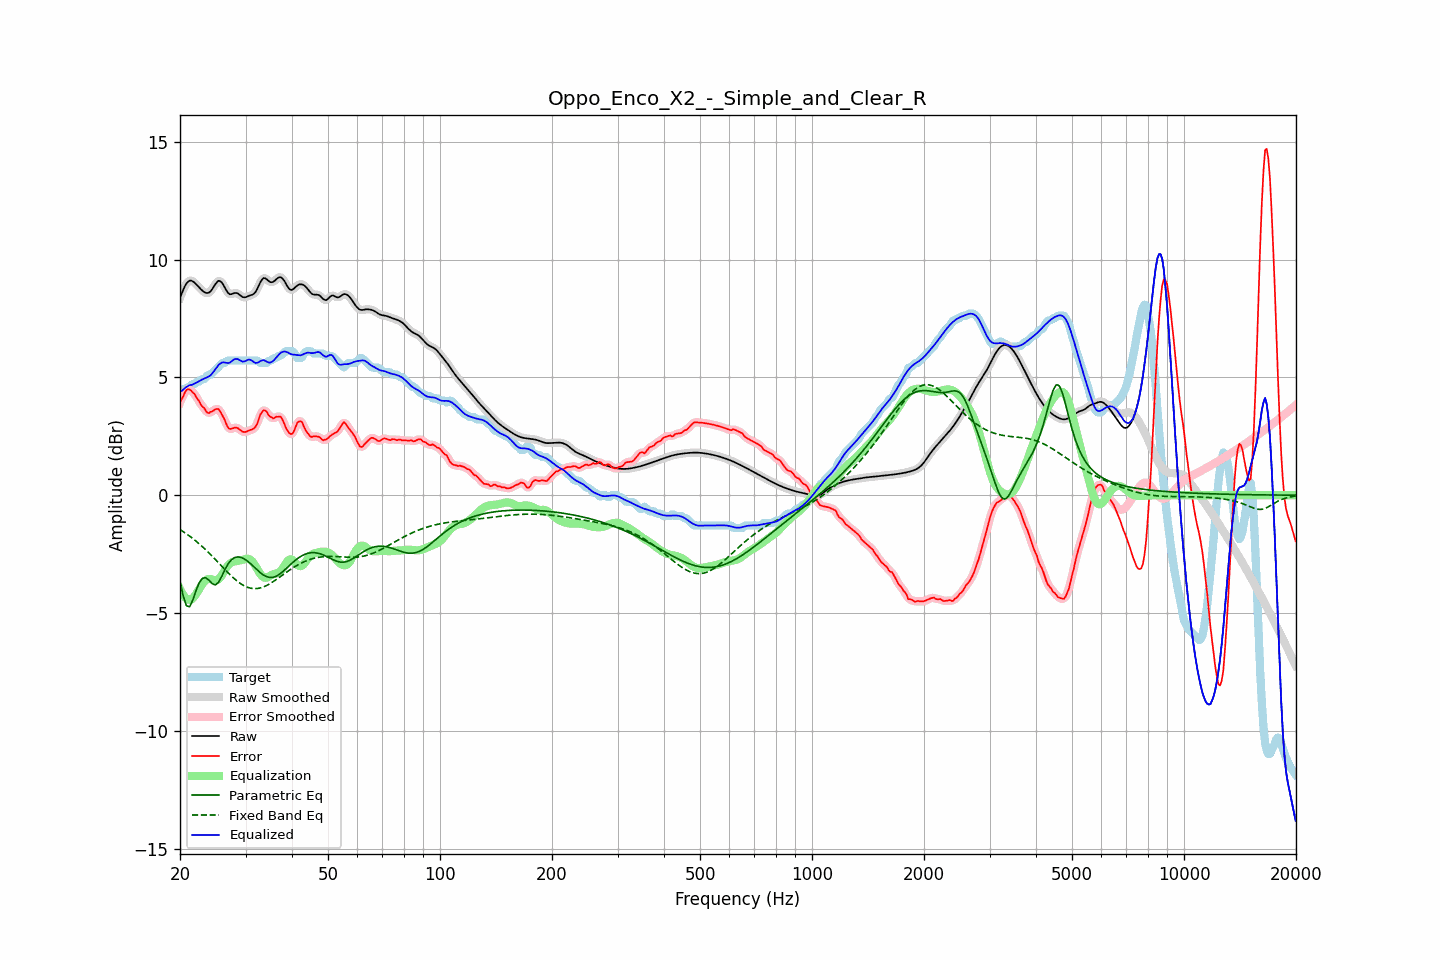 Oppo_Enco_X2_-_Simple_and_Clear_R
Amplitude (dBr)
15
10
5
0
−5
−10
−15
Target
Raw Smoothed
Error Smoothed
Raw
Error
Equalization
Parametric Eq
Fixed Band Eq
Equalized
20 50 100 200 500 1000 2000 5000 10000 20000
Frequency (Hz)